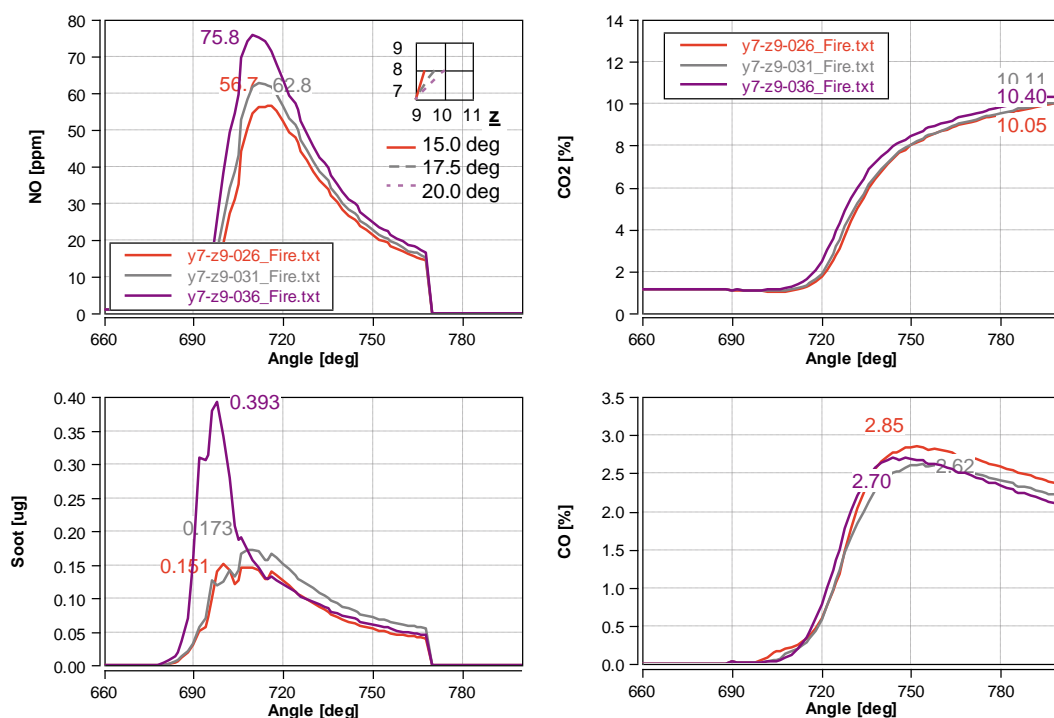 80
70
60
50
40
30
20
10
0
NO [ppm]
75.8
56.7
62.8
9
8
7
9 10 11 z
15.0 deg
17.5 deg
20.0 deg
y7-z9-026_Fire.txt
y7-z9-031_Fire.txt
y7-z9-036_Fire.txt
660 690 720 750 780
Angle [deg]
14
12
10
8
6
4
2
0
CO2 [%]
y7-z9-026_Fire.txt
y7-z9-031_Fire.txt
y7-z9-036_Fire.txt
10.11
10.40
10.05
660 690 720 750 780
Angle [deg]
0.40
0.35
0.30
0.25
0.20
0.15
0.10
0.05
0.00
Soot [ug]
0.393
0.173
0.151
660 690 720 750 780
Angle [deg]
3.5
3.0
2.5
2.0
1.5
1.0
0.5
0.0
CO [%]
2.85
2.62
2.70
660 690 720 750 780
Angle [deg]